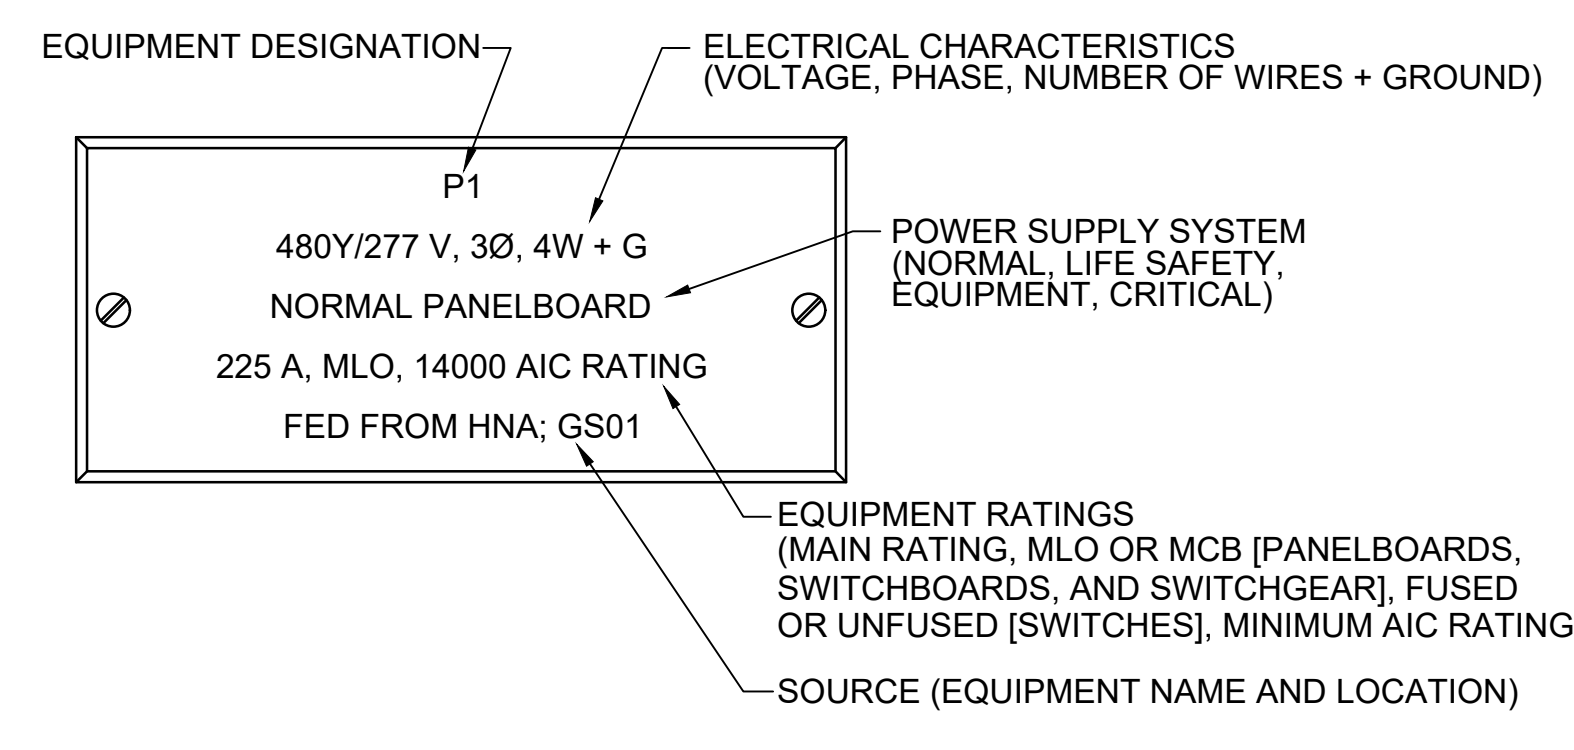 EQUIPMENT DESIGNATION
ELECTRICAL CHARACTERISTICS
(VOLTAGE, PHASE, NUMBER OF WIRES + GROUND)
P1
480Y/277 V, 3Ø, 4W + G
NORMAL PANELBOARD
225 A, MLO, 14000 AIC RATING
FED FROM HNA; GS01
POWER SUPPLY SYSTEM
(NORMAL, LIFE SAFETY,
EQUIPMENT, CRITICAL)
EQUIPMENT RATINGS
(MAIN RATING, MLO OR MCB [PANELBOARDS,
SWITCHBOARDS, AND SWITCHGEAR], FUSED
OR UNFUSED [SWITCHES], MINIMUM AIC RATING
SOURCE (EQUIPMENT NAME AND LOCATION)